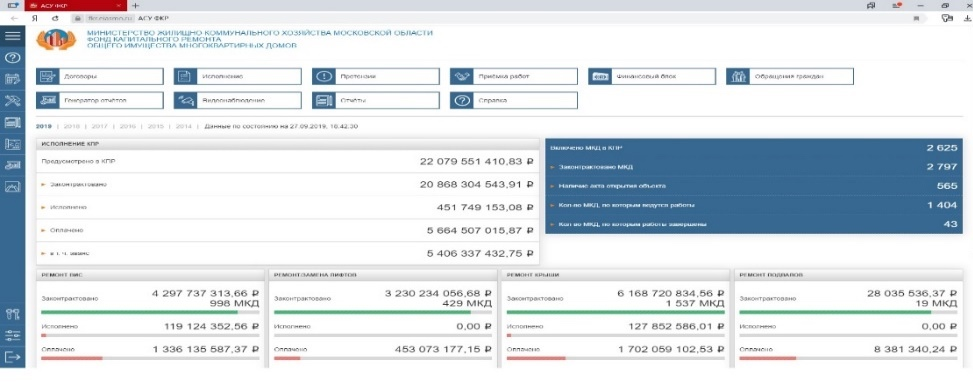 АСУ ФКР
АСУ ФКР
МИНИСТЕРСТВО ЖИЛИЩНО-КОММУНАЛЬНОГО ХОЗЯЙСТВА МОСКОВСКОЙ ОБЛАСТИ
ФОНД КАПИТАЛЬНОГО РЕМОНТА
ОБЩЕГО ИМУЩЕСТВА МНОГОКВАРТИРНЫХ ДОМОВ
Договоры Исполнение Претензии Приёмка работ Финансовый блок Обращения граждан
Генератор отчётов Видеонаблюдение Отчёты Справка
2019 | 2018 | 2017 | 2016 | 2015 | 2014 | Данные по состоянию на 27.09.2019, 18:42:30
ИСПОЛНЕНИЕ КПР
Предусмотрено в КПР 22 079 551 410,83 ₽
Законтрактовано 20 868 304 543,91 ₽
Исполнено 451 749 153,08 ₽
Оплачено 5 664 507 015,87 ₽
в т. ч. аванс 5 406 337 432,75 ₽
Включено МКД в КПР 2 625
Законтрактовано МКД 2 797
Наличие акта открытия объекта 565
Кол-во МКД, по которым ведутся работы 1 404
Кол-во МКД, по которым работы завершены 43
РЕМОНТ ВИС
Законтрактовано 4 297 737 313,66 ₽
998 МКД
Исполнено 119 124 352,56 ₽
Оплачено 1 336 135 587,37 ₽
РЕМОНТ/ЗАМЕНА ЛИФТОВ
Законтрактовано 3 230 234 056,68 ₽
429 МКД
Исполнено 0,00 ₽
Оплачено 453 073 177,15 ₽
РЕМОНТ КРЫШИ
Законтрактовано 6 168 720 834,56 ₽
1 537 МКД
Исполнено 127 852 586,01 ₽
Оплачено 1 702 059 102,53 ₽
РЕМОНТ ПОДВАЛОВ
Законтрактовано 28 035 536,37 ₽
19 МКД
Исполнено 0,00 ₽
Оплачено 8 381 340,24 ₽